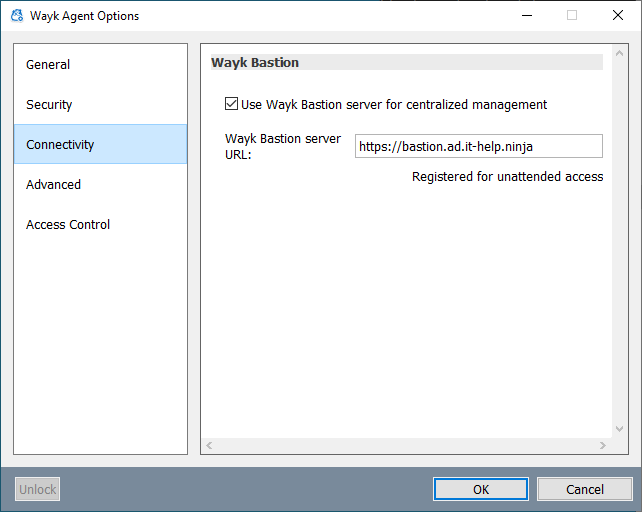 Wayk Agent Options
General
Security
Connectivity
Advanced
Access Control
Wayk Bastion
Use Wayk Bastion server for centralized management
Wayk Bastion server
URL:
https://bastion.ad.it-help.ninja
Registered for unattended access
Unlock
OK
Cancel